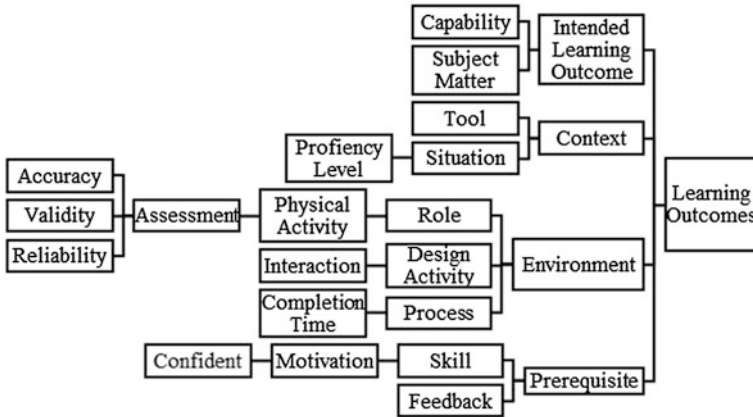 Capability
Subject
Matter
Intended
Learning
Outcome
Tool
Situation
Profiency
Level
Context
Learning
Outcomes
Accuracy
Validity
Reliability
Assessment
Physical
Activity
Role
Interaction
Design
Activity
Completion
Time
Process
Environment
Confident
Motivation
Skill
Feedback
Prerequisite